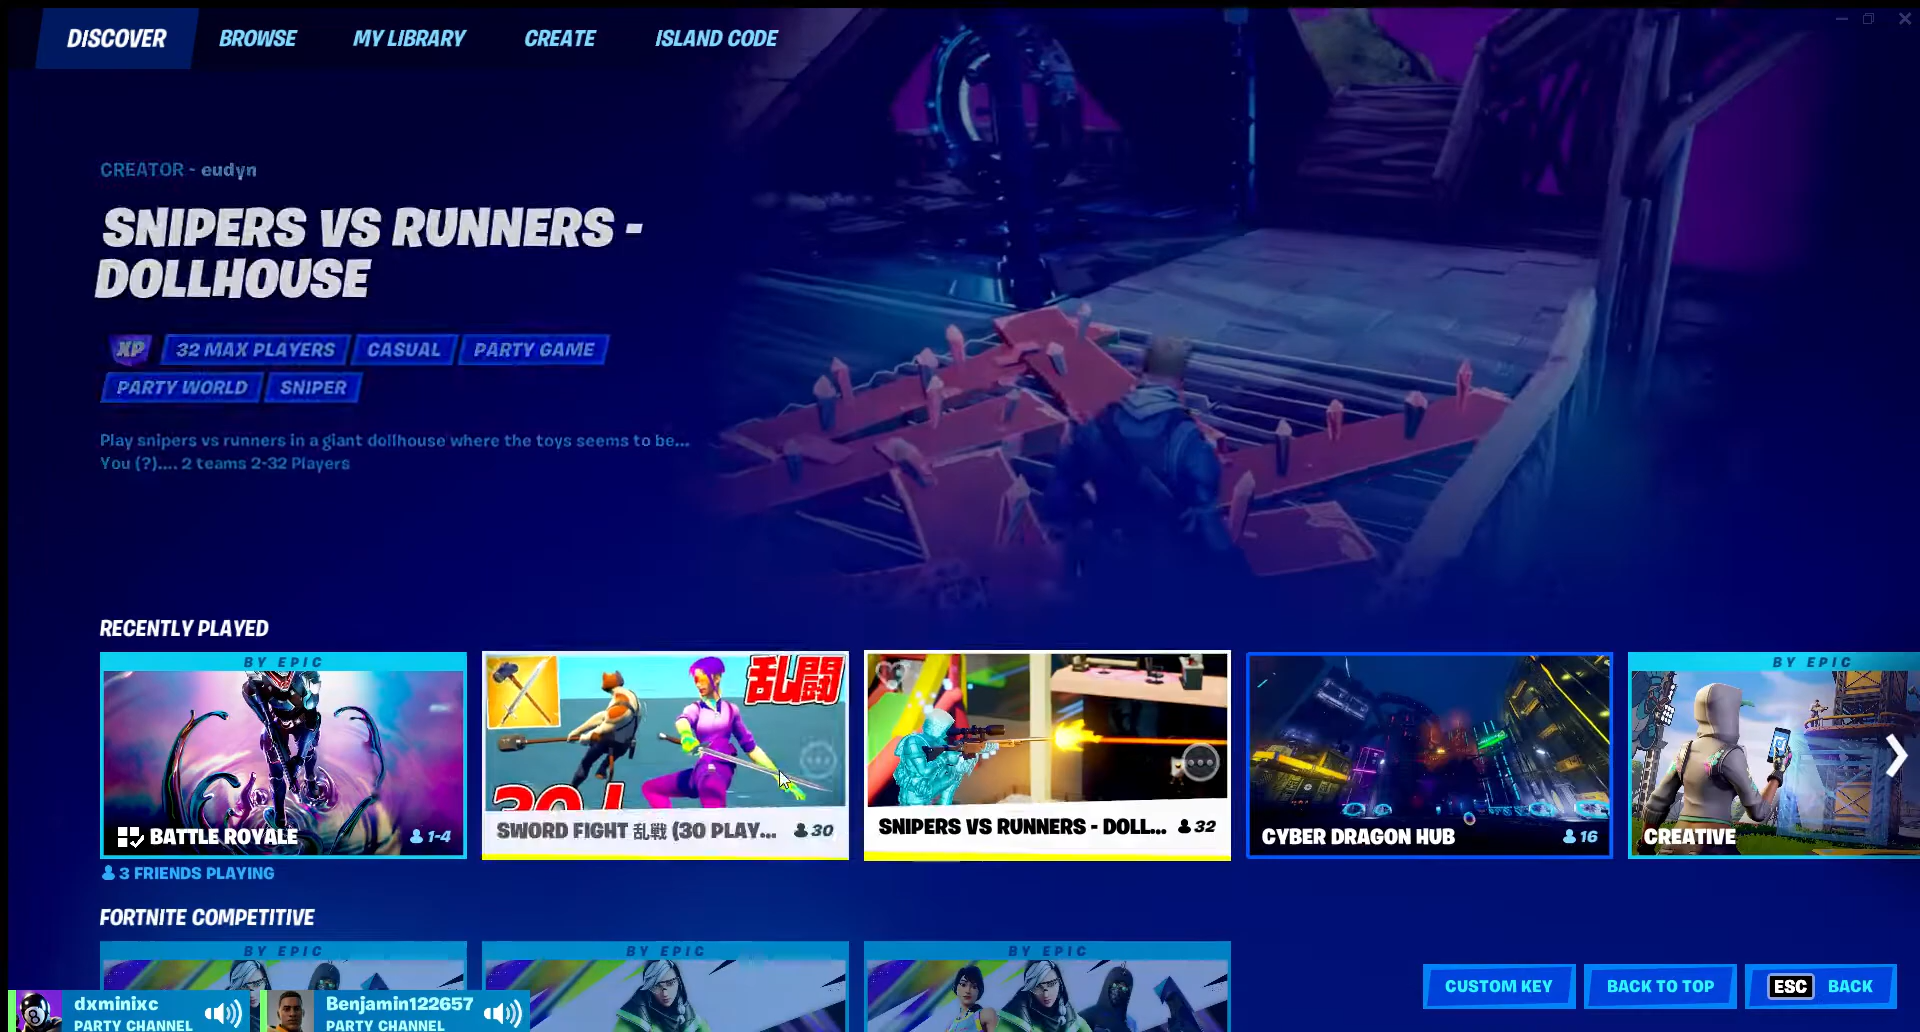 DISCOVER BROWSE MY LIBRARY CREATE ISLAND CODE
CREATOR - eudyn
SNIPERS VS RUNNERS -
DOLLHOUSE
XP 32 MAX PLAYERS CASUAL PARTY GAME
PARTY WORLD SNIPER
Play snipers vs runners in a giant dollhouse where the toys seems to be...
You (?).... 2 teams 2-32 Players
RECENTLY PLAYED
BY EPIC
BATTLE ROYALE 1-4
3 FRIENDS PLAYING
乱闘
SWORD FIGHT 乱戦 (30 PLAY... 30
SNIPERS VS RUNNERS - DOLL... 32
CYBER DRAGON HUB 16
BY EPIC
CREATIVE
FORTNITE COMPETITIVE
BY EPIC
BY EPIC
BY EPIC
dxminixc
PARTY CHANNEL
Benjamin122657
PARTY CHANNEL
CUSTOM KEY BACK TO TOP ESC BACK